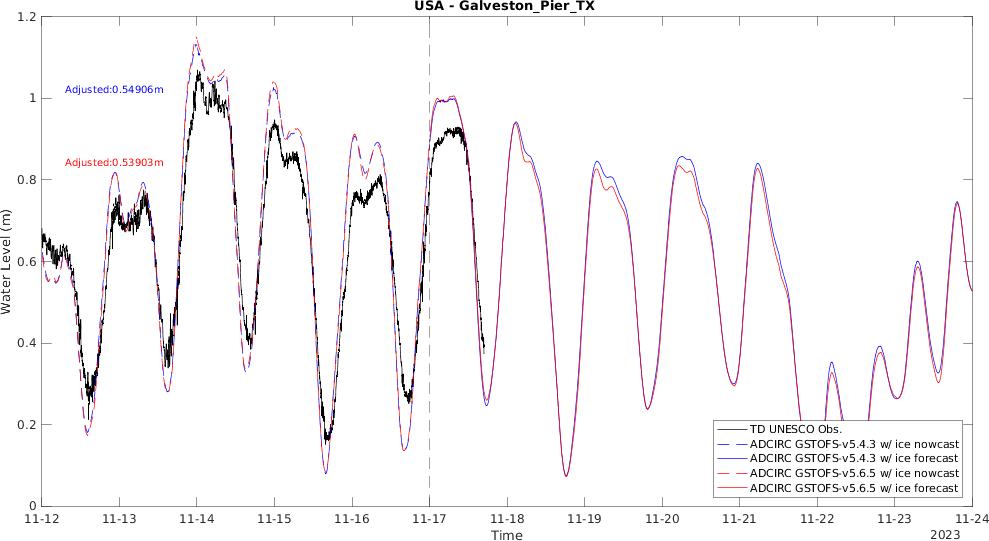 USA - Galveston_Pier_TX
1.2
1
0.8
0.6
0.4
0.2
0
Water Level (m)
Adjusted:0.54906m
Adjusted:0.53903m
TD UNESCO Obs.
ADCIRC GSTOFS-v5.4.3 w/ ice nowcast
ADCIRC GSTOFS-v5.4.3 w/ ice forecast
ADCIRC GSTOFS-v5.6.5 w/ ice nowcast
ADCIRC GSTOFS-v5.6.5 w/ ice forecast
11-12 11-13 11-14 11-15 11-16 11-17 11-18 11-19 11-20 11-21 11-22 11-23 11-24
Time
2023